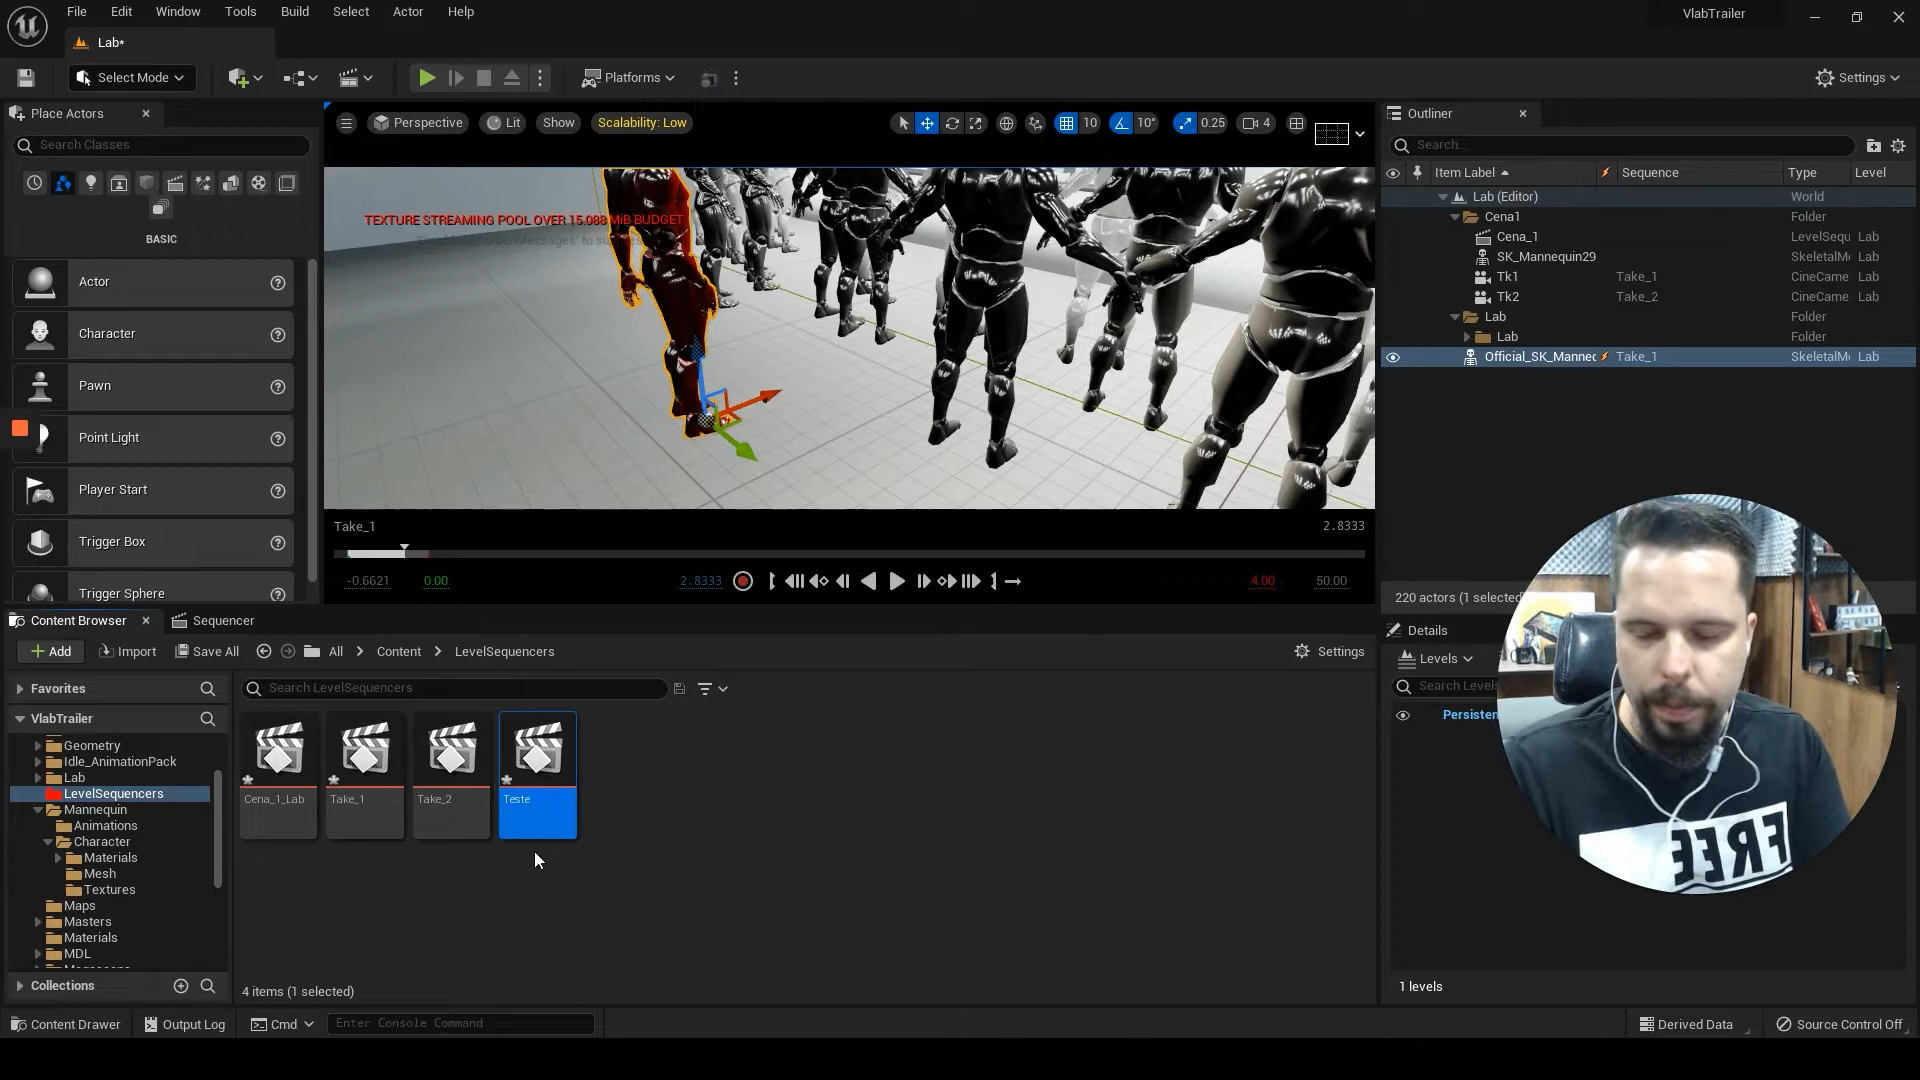 File Edit Window Tools Build Select Actor Help
VlabTrailer
Lab*
Select Mode
Platforms
Settings
Place Actors
Search Classes
BASIC
Actor
Character
Pawn
Point Light
Player Start
Trigger Box
Trigger Sphere
Perspective Lit Show Scalability: Low
10 10° 0.25 4
TEXTURE STREAMING POOL OVER 15.088 MiB BUDGET
Take_1 2.8333
-0.6621 0.00 2.8333 4.00 50.00
Outliner
Search...
Item Label Sequence Type Level
Lab (Editor) World
Cena1 Folder
Cena_1 LevelSequ Lab
SK_Mannequin29 SkeletalMe Lab
Tk1 Take_1 CineCame Lab
Tk2 Take_2 CineCame Lab
Lab Folder
Lab Folder
Official_SK_Mannec Take_1 SkeletalMe Lab
220 actors (1 selected
Details
Levels
Search Levels
Persisten
1 levels
Content Browser Sequencer
Add Import Save All All Content LevelSequencers Settings
Favorites
VlabTrailer
Geometry
Idle_AnimationPack
Lab
LevelSequencers
Mannequin
Animations
Character
Materials
Mesh
Textures
Maps
Masters
Materials
MDL
Collections
Search LevelSequencers
Cena_1_Lab Take_1 Take_2 Teste
4 items (1 selected)
FREE
Content Drawer Output Log Cmd Enter Console Command
Derived Data Source Control Off